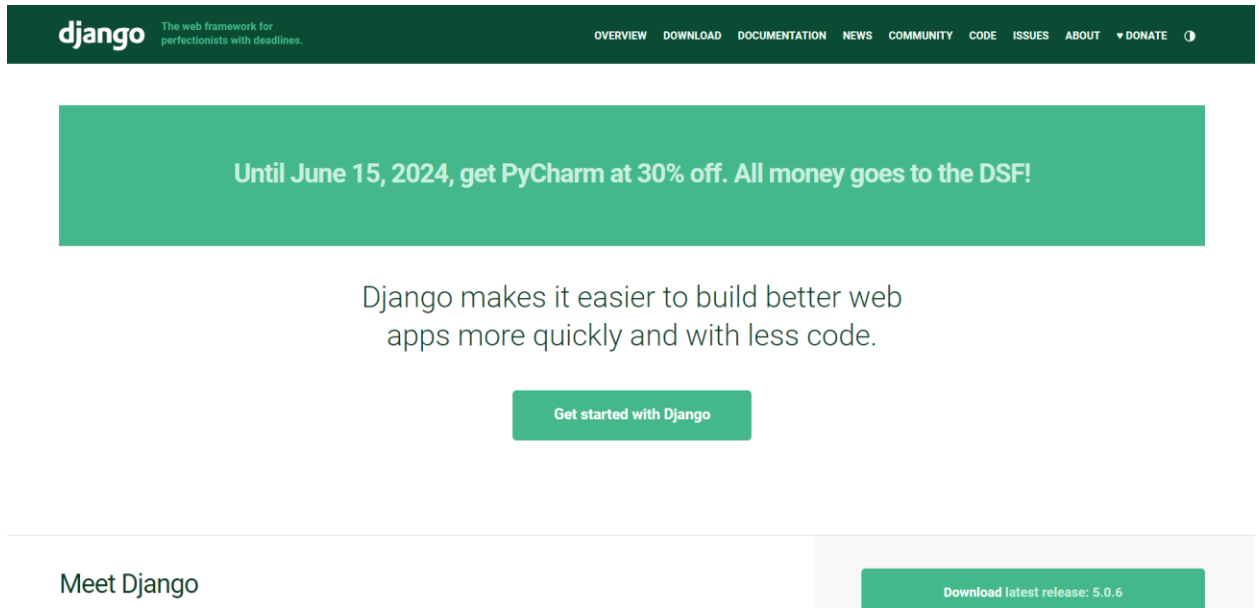 django
The web framework for
perfectionists with deadlines.
OVERVIEW DOWNLOAD DOCUMENTATION NEWS COMMUNITY CODE ISSUES ABOUT ♥ DONATE
Until June 15, 2024, get PyCharm at 30% off. All money goes to the DSF!
Django makes it easier to build better web
apps more quickly and with less code.
Get started with Django
Meet Django
Download latest release: 5.0.6